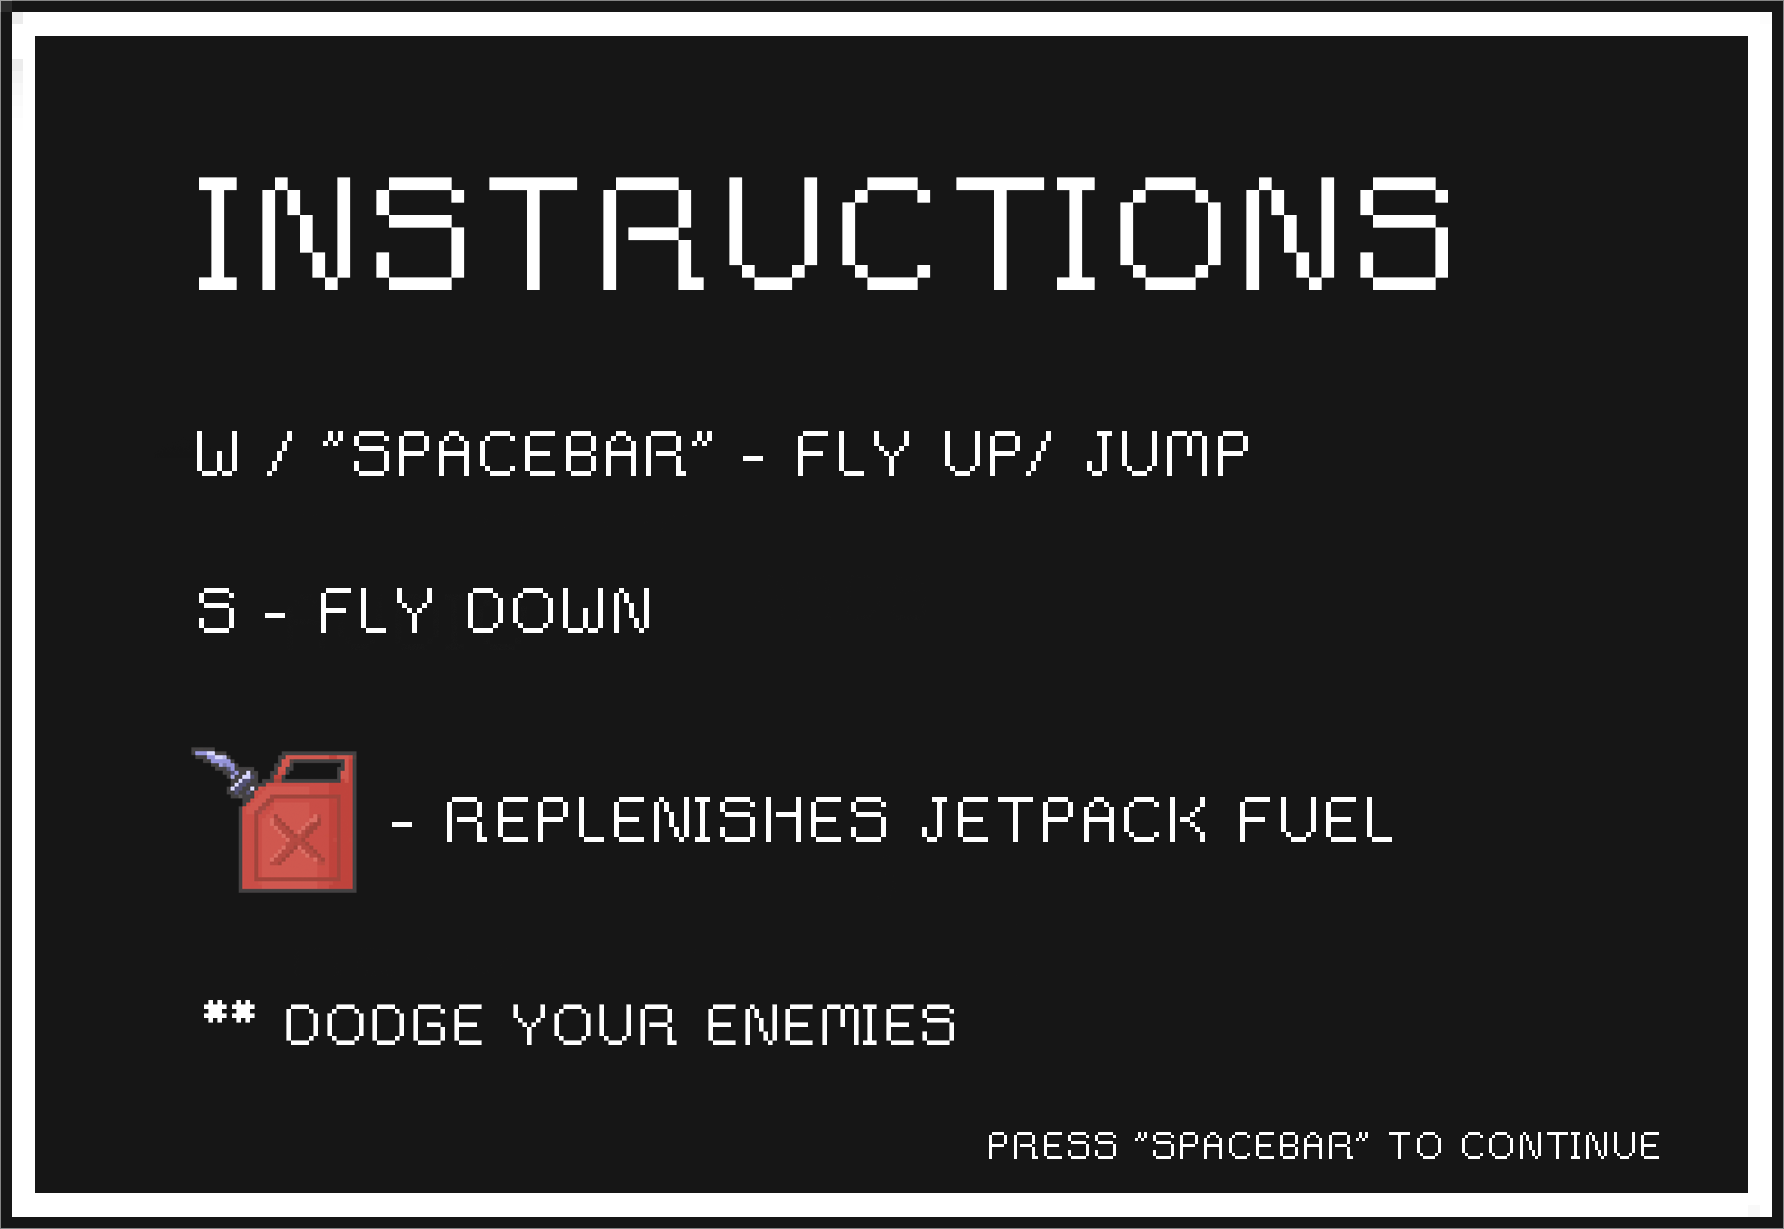 INSTRUCTIONS
W / "SPACEBAR" - FLY UP/ JUMP
S - FLY DOWN
- REPLENISHES JETPACK FUEL
** DODGE YOUR ENEMIES
PRESS "SPACEBAR" TO CONTINUE